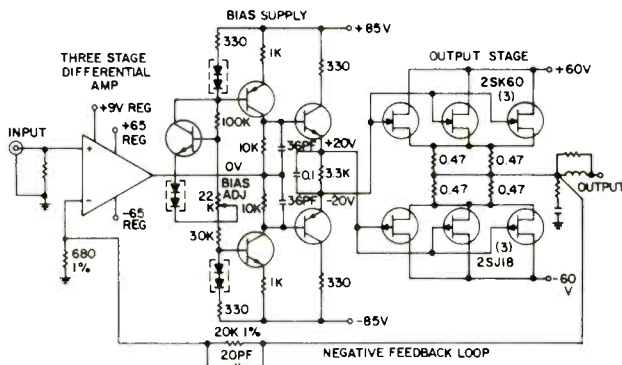 BIAS SUPPLY
+85V
330
1K
330
OUTPUT STAGE
+60V
THREE STAGE
DIFFERENTIAL
AMP
2SK60
(3)
+9V REG
+65
REG
INPUT
100K
10K
36PF
+20V
0V
0.1
3.3K
0.47
0.47
BIAS
ADJ
22
K
10K
36PF
-20V
0.47
0.47
OUTPUT
-65
REG
30K
680
1%
1K
330
(3)
2SJ18
-60
V
330
-85V
20K 1%
20PF
NEGATIVE FEEDBACK LOOP
+
-